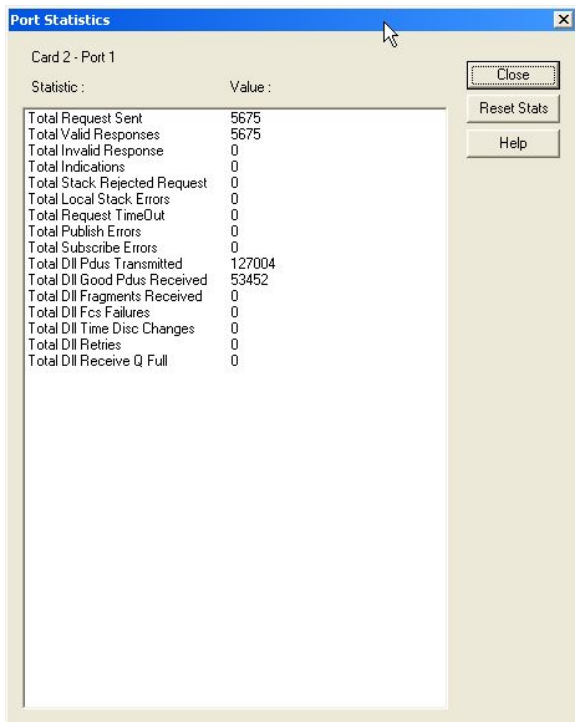 Port Statistics
Card 2 - Port 1
Statistic : Value :
Close
Reset Stats
Help
Total Request Sent 5675
Total Valid Responses 5675
Total Invalid Response 0
Total Indications 0
Total Stack Rejected Request 0
Total Local Stack Errors 0
Total Request TimeOut 0
Total Publish Errors 0
Total Subscribe Errors 0
Total Dll Pdus Transmitted 127004
Total Dll Good Pdus Received 53452
Total Dll Fragments Received 0
Total Dll Fcs Failures 0
Total Dll Time Disc Changes 0
Total Dll Retries 0
Total Dll Receive Q Full 0